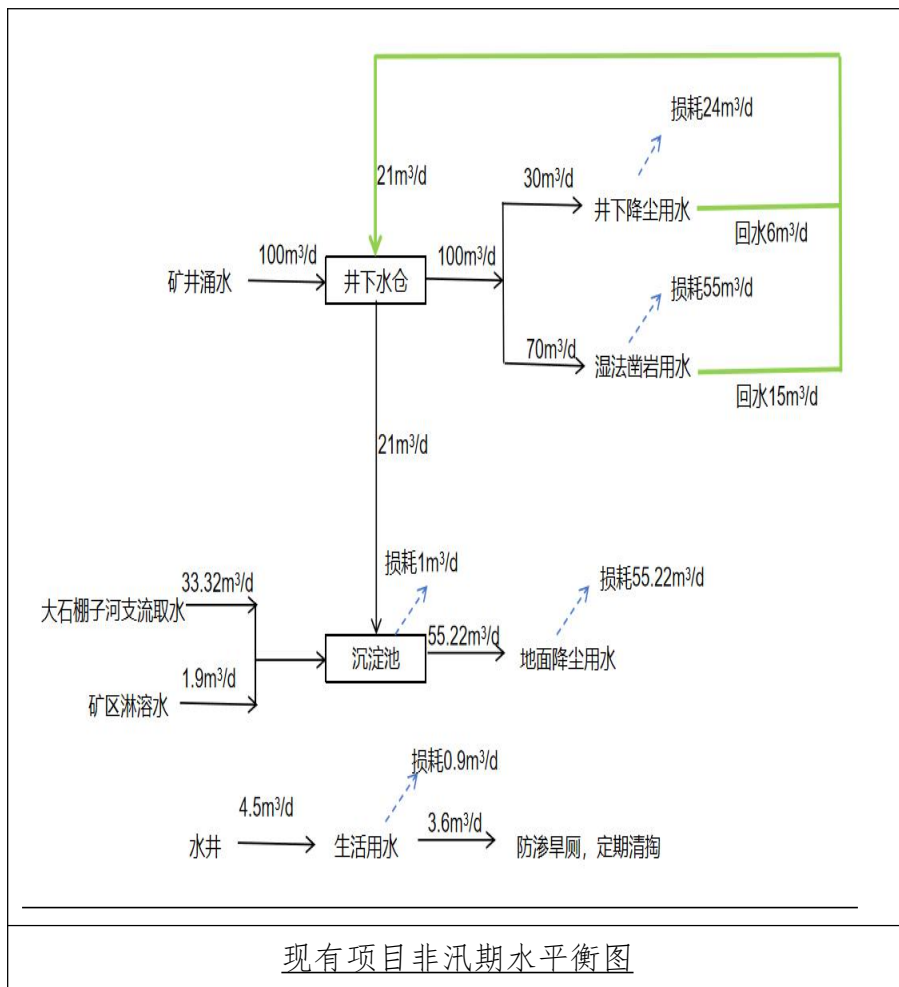 损耗24m³/d
21m³/d
30m³/d
井下降尘用水
回水6m³/d
矿井涌水
100m³/d
井下水仓
100m³/d
损耗55m³/d
70m³/d
湿法凿岩用水
回水15m³/d
21m³/d
损耗1m³/d
损耗55.22m³/d
33.32m³/d
大石棚子河支流取水
沉淀池
55.22m³/d
地面降尘用水
1.9m³/d
矿区淋溶水
损耗0.9m³/d
4.5m³/d
3.6m³/d
水井
生活用水
防渗旱厕，定期清掏
现有项目非汛期水平衡图